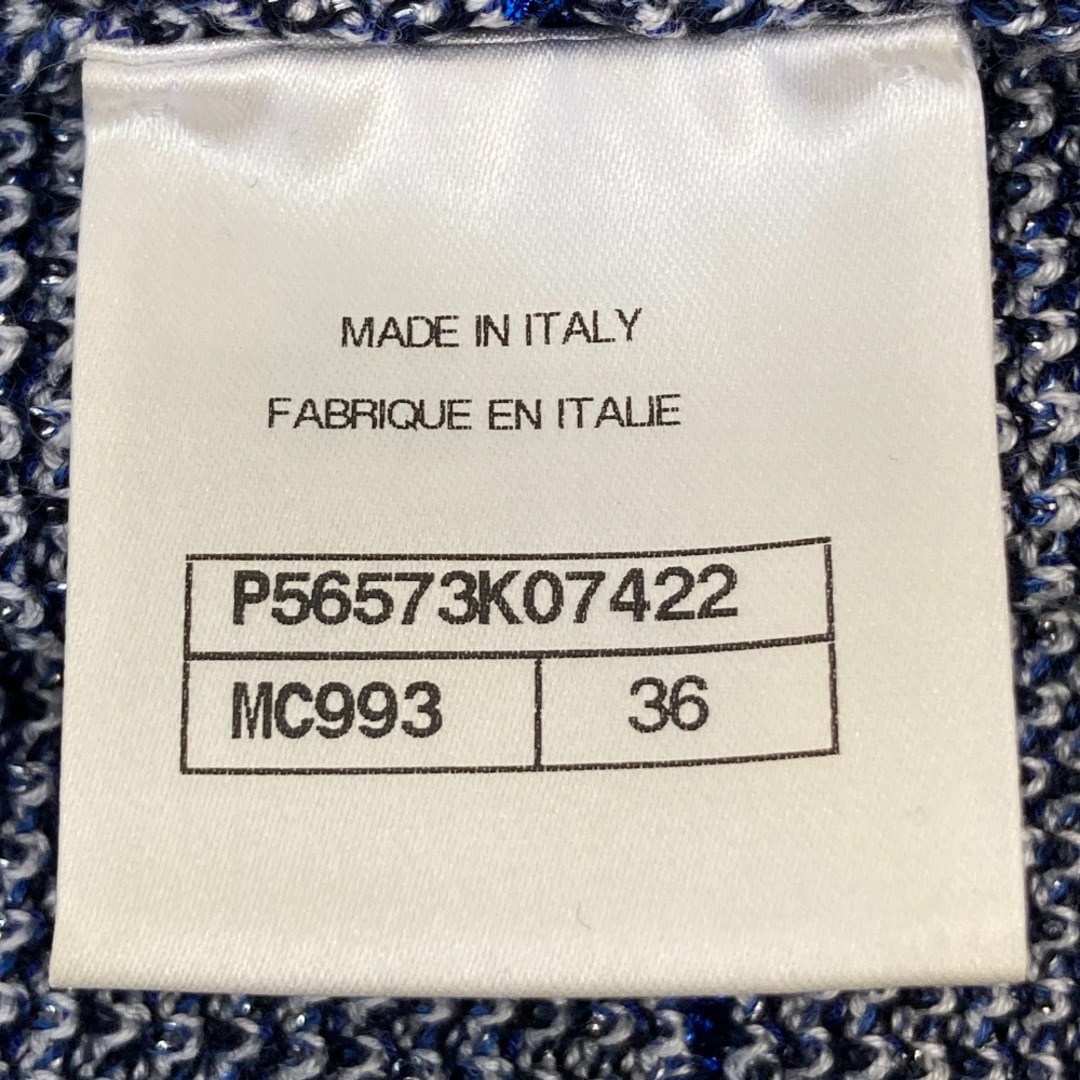 MADE IN ITALY
FABRIQUE EN ITALIE
P56573K07422
MC993 36